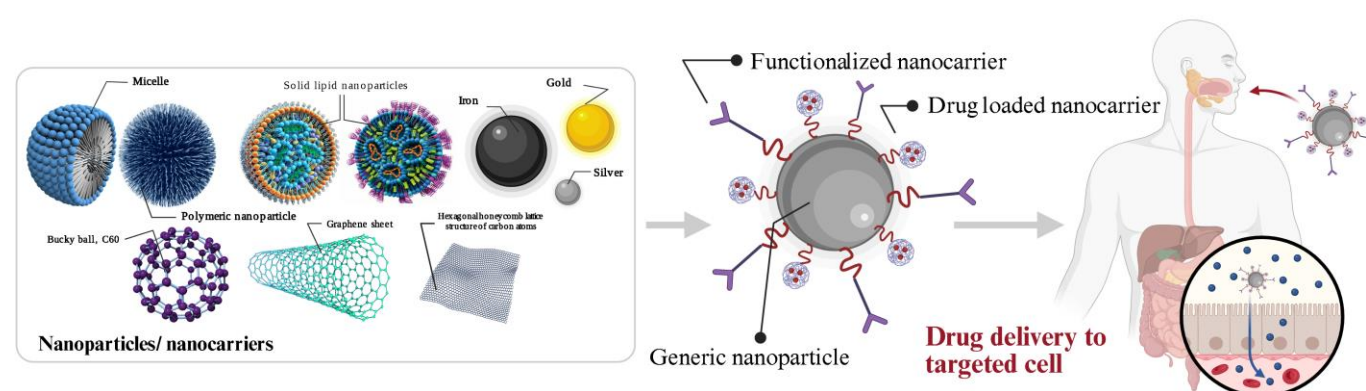 Micelle
Solid lipid nanoparticles
Gold
Iron
Silver
Polymeric nanoparticle
Bucky ball, C60
Graphene sheet
Hexagonal honeycomb lattice
structure of carbon atoms
Nanoparticles/ nanocarriers
Functionalized nanocarrier
Drug loaded nanocarrier
Generic nanoparticle
Drug delivery to
targeted cell